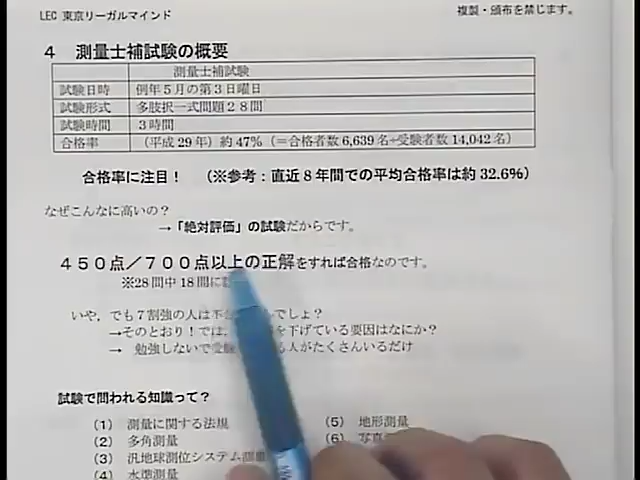 LEC 東京リーガルマインド
複製・頒布を禁じます。
4 測量士補試験の概要
測量士補試験
試験日時 例年5月の第3日曜日
試験形式 多肢択一式問題28問
試験時間 3時間
合格率 (平成29年)約47%(=合格者数6,639名÷受験者14,042名)
合格率に注目! (※参考:直近8年間での平均合格率は約32.6%)
なぜこんなに高いの?
→「絶対評価」の試験だからです。
450点/700点以上の正解をすれば合格なのです。
※28問中18問に
いや、でも7割強の人は不 でしょ?
→そのとおり!では、 を下げている要因はなにか?
→ 勉強しないで受験 る人がたくさんいるだけ
試験で問われる知識って?
(1) 測量に関する法規
(2) 多角測量
(3) 汎地球測位システム測量
(4) 水準測量
(5) 地形測量
(6) 写真